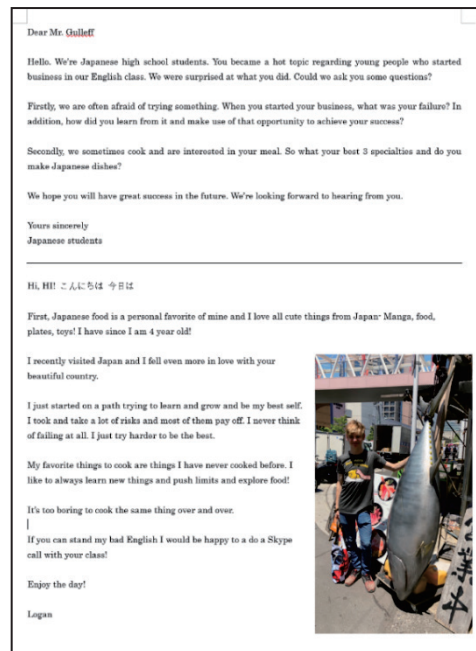 Dear Mr. Gulleff
Hello. We're Japanese high school students. You became a hot topic regarding young people who started
business in our English class. We were surprised at what you did. Could we ask you some questions?
Firstly, we are often afraid of trying something. When you started your business, what was your failure? In
addition, how did you learn from it and make use of that opportunity to achieve your success?
Secondly, we sometimes cook and are interested in your meal. So what your best 3 specialties and do you
make Japanese dishes?
We hope you will have great success in the future. We're looking forward to hearing from you.
Yours sincerely
Japanese students
Hi, HI! こんにちは 今日は
First, Japanese food is a personal favorite of mine and I love all cute things from Japan- Manga, food,
plates, toys! I have since I am 4 year old!
I recently visited Japan and I fell even more in love with your
beautiful country.
I just started on a path trying to learn and grow and be my best self.
I took and take a lot of risks and most of them pay off. I never think
of failing at all. I just try harder to be the best.
My favorite things to cook are things I have never cooked before. I
like to always learn new things and push limits and explore food!
It's too boring to cook the same thing over and over.
If you can stand my bad English I would be happy to a do a Skype
call with your class!
Enjoy the day!
Logan